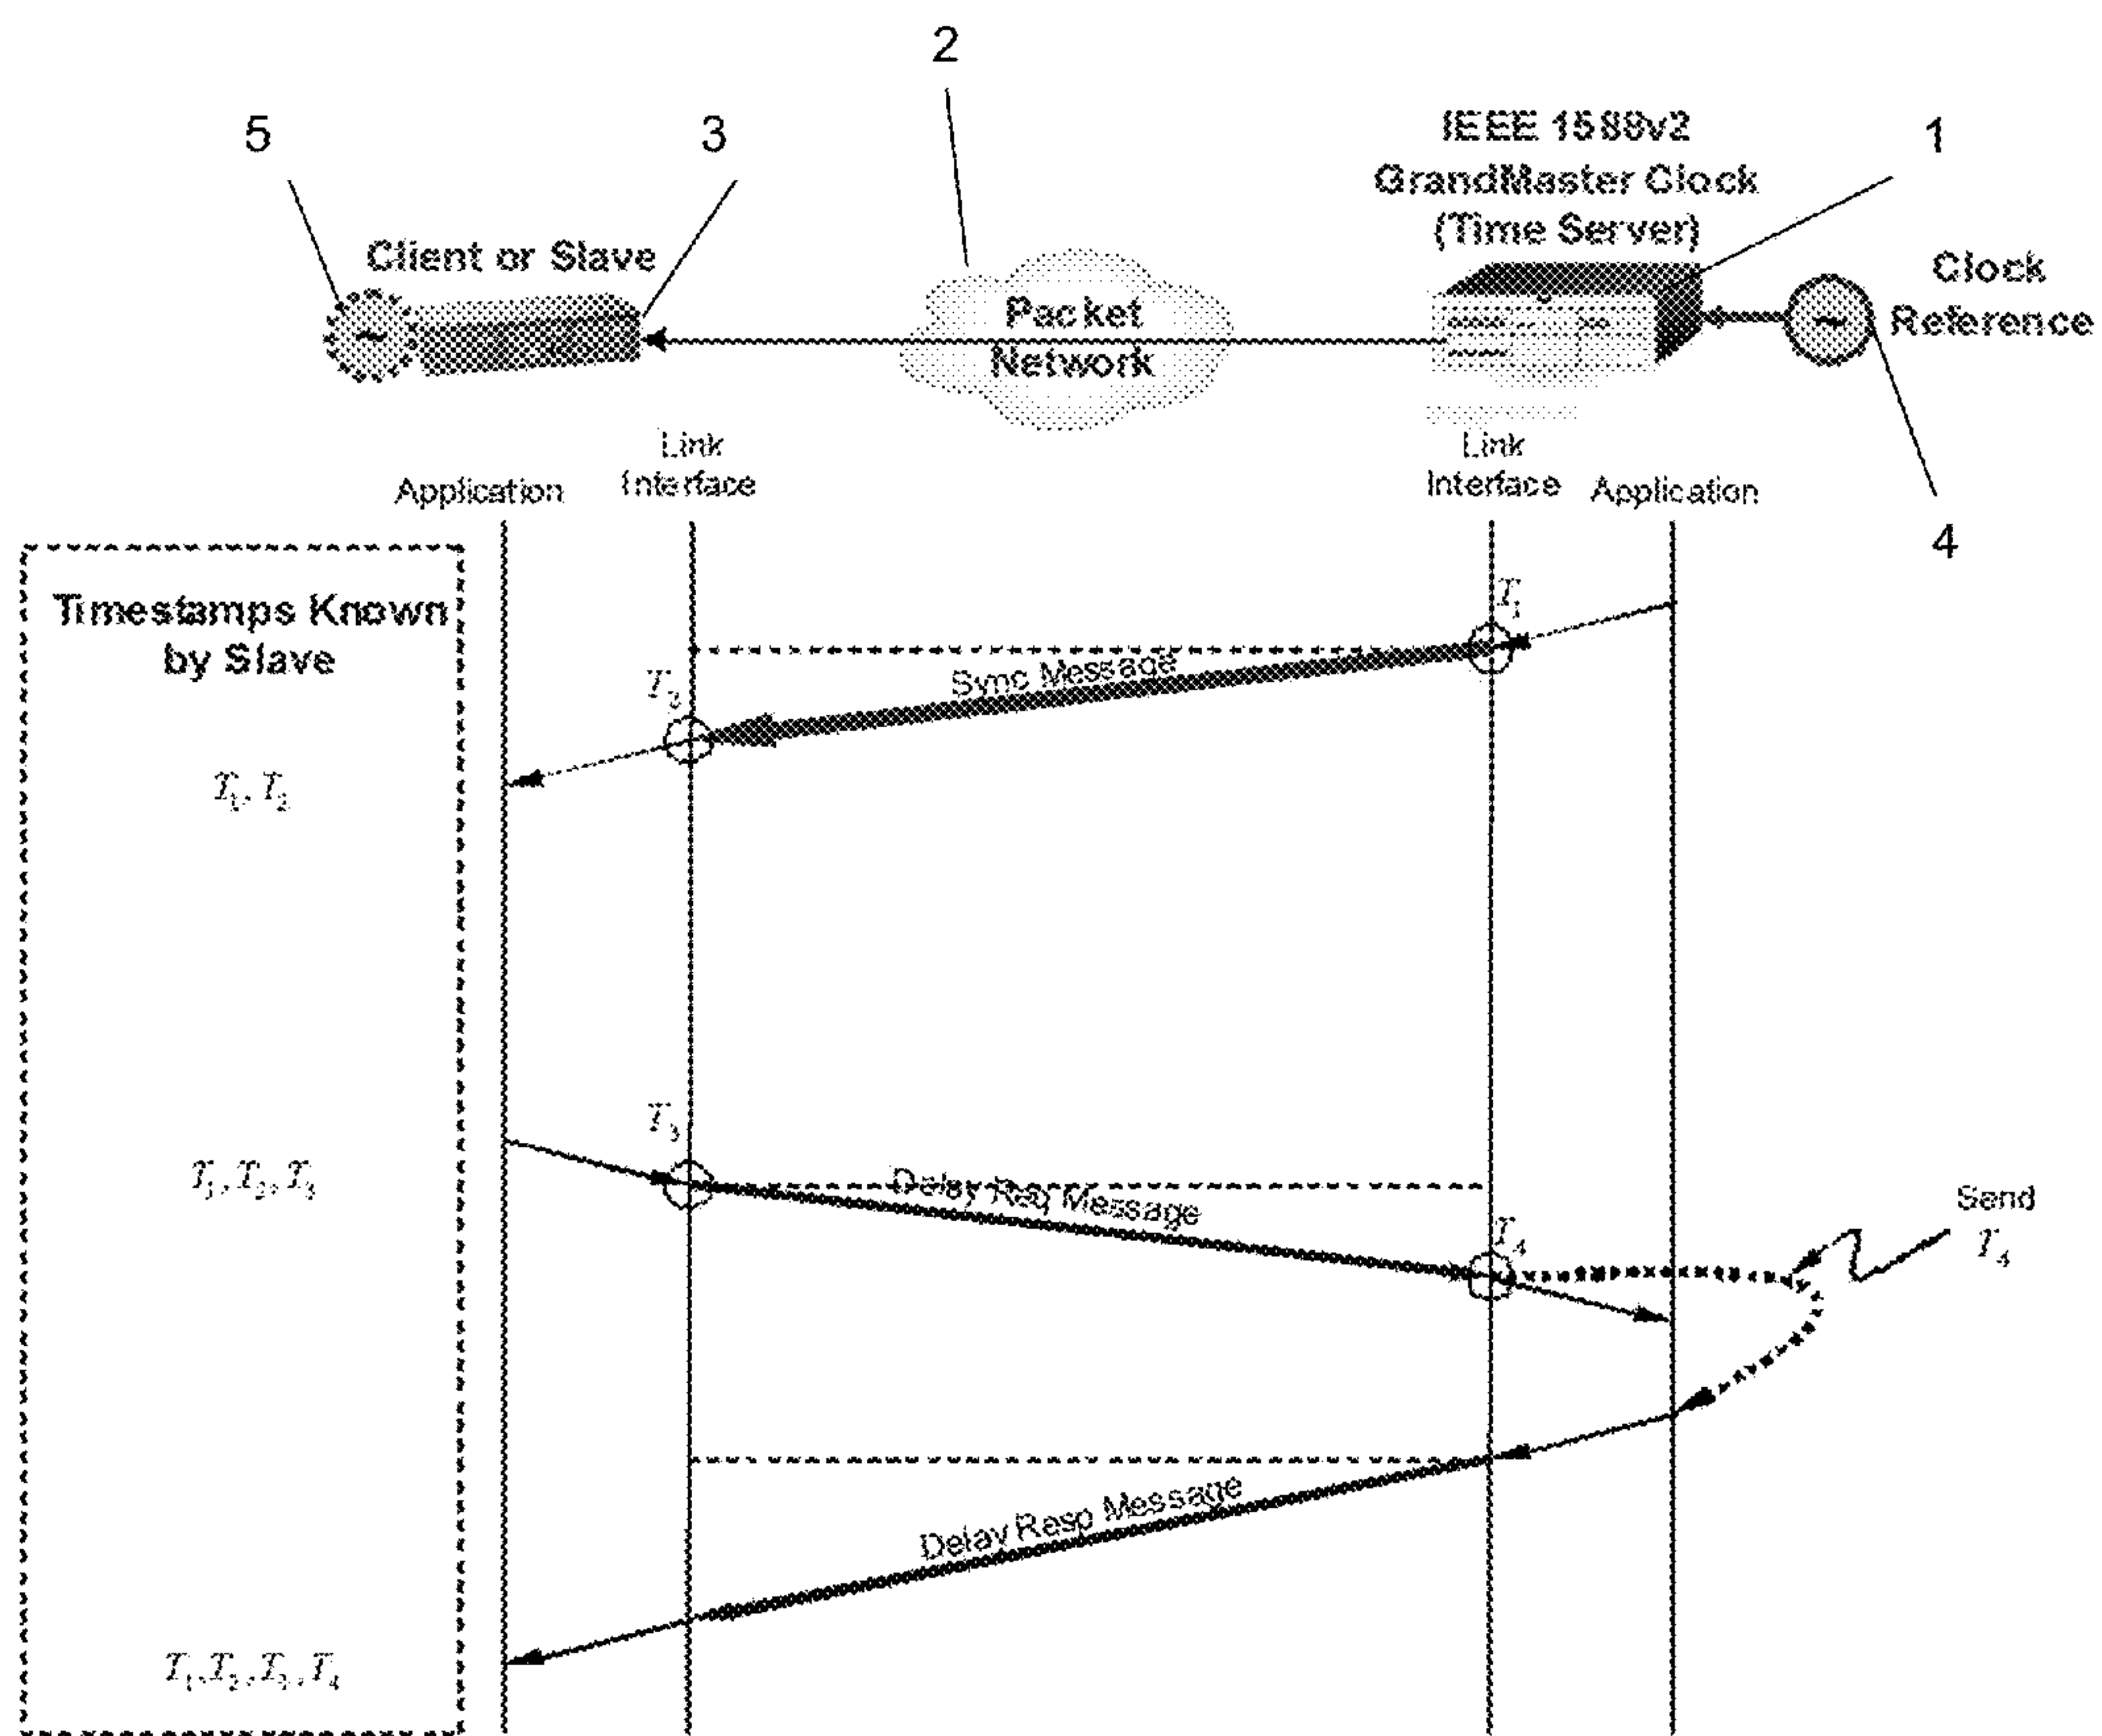 2
5
3
IEEE 1588v2
GrandMaster Clock
(Time Server)
1
Client or Slave
Clock
Reference
Packet
Network
4
Application
Link
Interface
Link
Interface
Application
Timestamps Known
by Slave
T₁
Sync Message
T₂
T₁, T₂
T₃
T₁, T₂, T₃
Delay Req Message
T₄
Send
T₄
Delay Resp Message
T₁, T₂, T₃, T₄